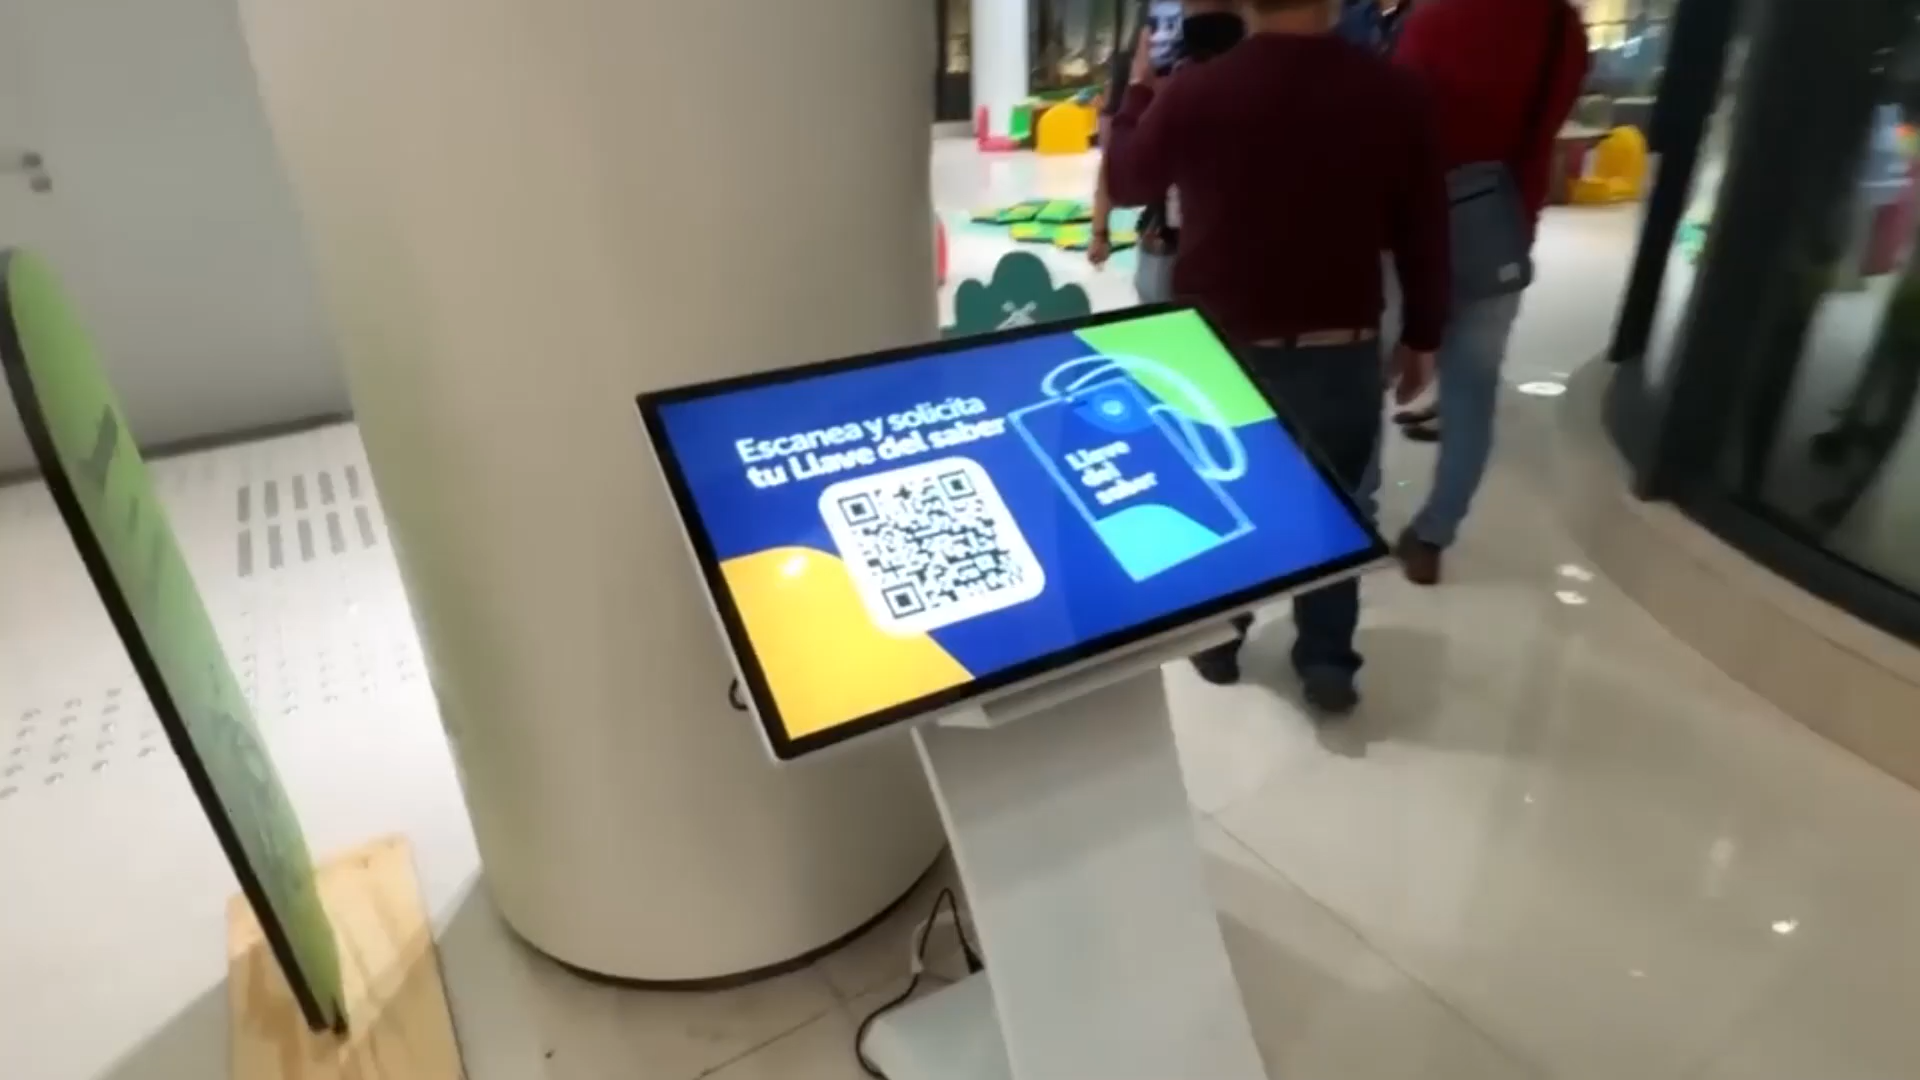 Escanea y solicita
tu Llave del saber
Llave
del
saber